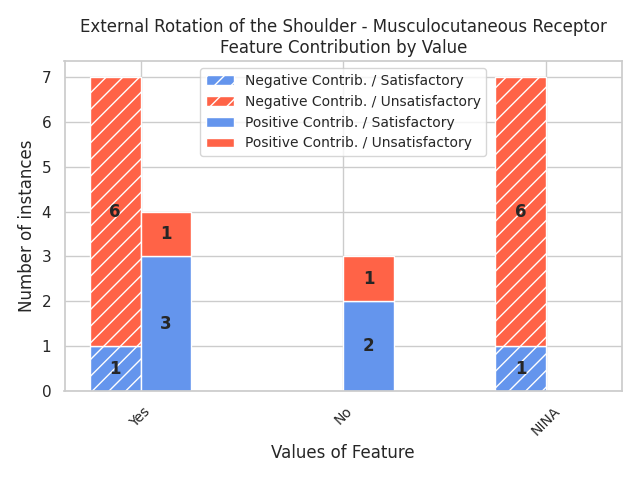 External Rotation of the Shoulder - Musculocutaneous Receptor
Feature Contribution by Value
Negative Contrib. / Satisfactory
Negative Contrib. / Unsatisfactory
Positive Contrib. / Satisfactory
Positive Contrib. / Unsatisfactory
Number of instances
7
6
5
4
3
2
1
0
6
1
1
3
1
2
6
1
Yes
No
NINA
Values of Feature